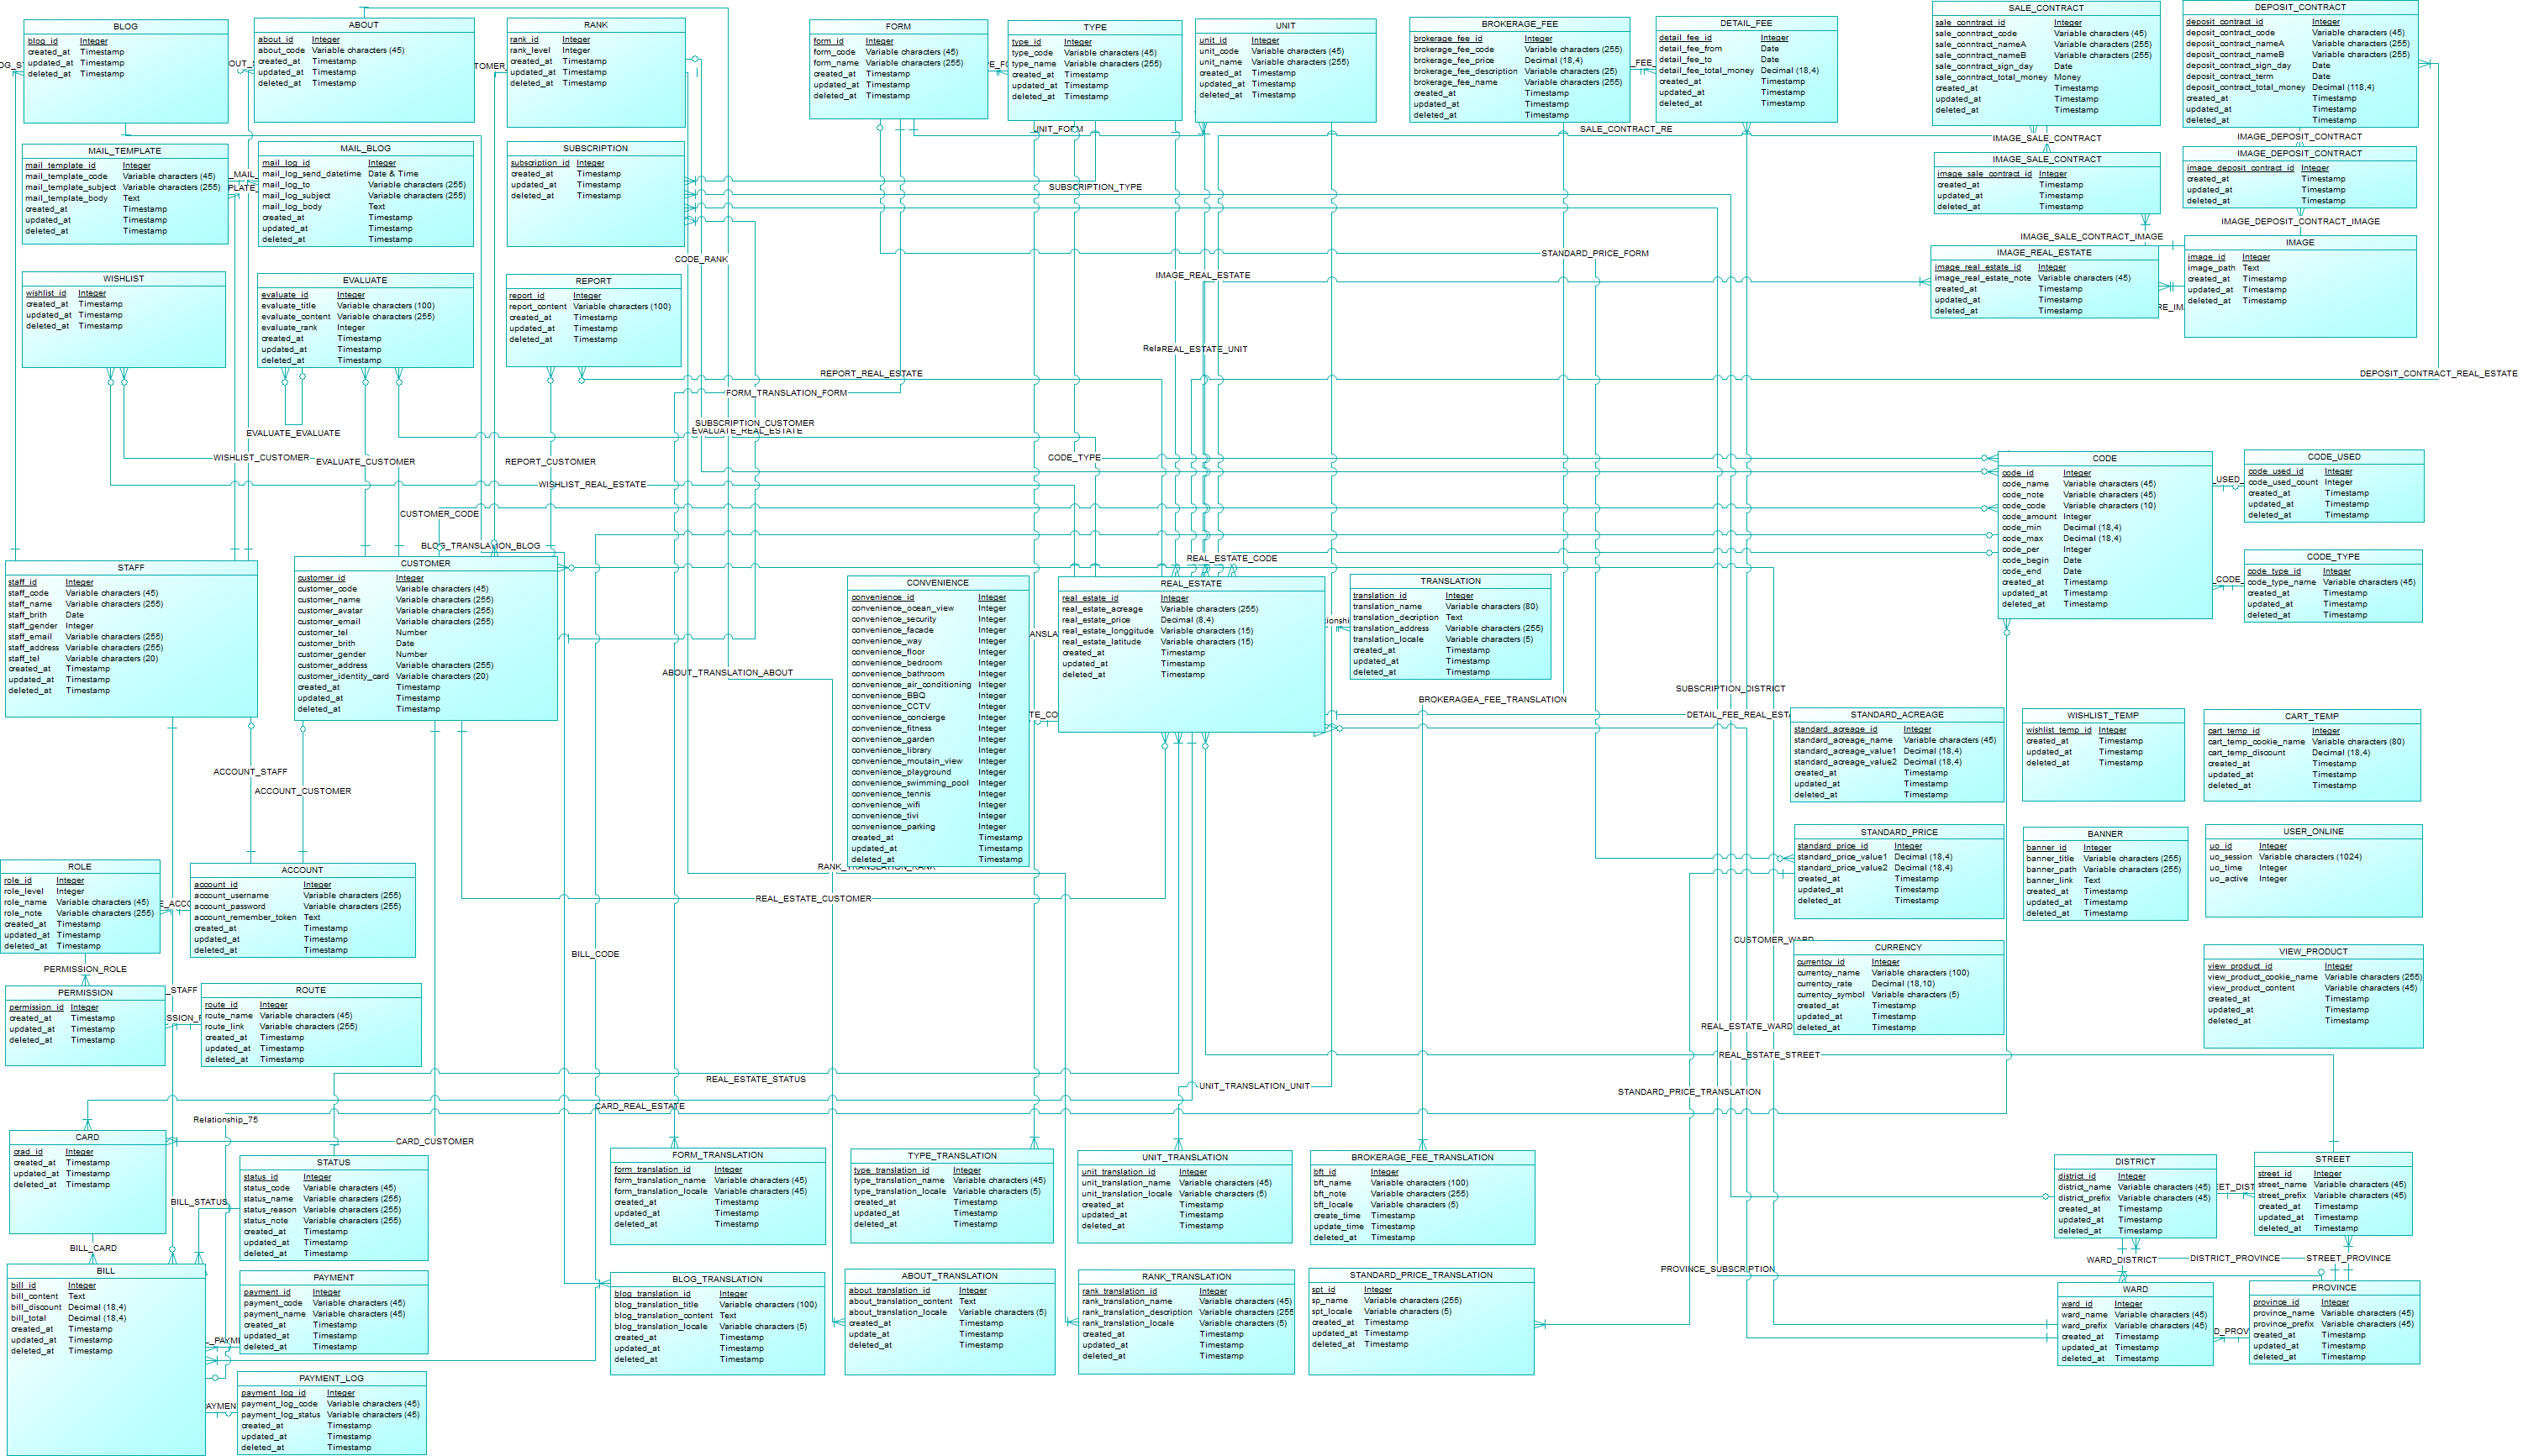 BLOG
blog_id Integer
created_at Timestamp
updated_at Timestamp
deleted_at Timestamp
ABOUT
about_id Integer
about_code Variable characters (45)
created_at Timestamp
updated_at Timestamp
deleted_at Timestamp
RANK
rank_id Integer
rank_level Integer
created_at Timestamp
updated_at Timestamp
deleted_at Timestamp
FORM
form_id Integer
form_code Variable characters (45)
form_name Variable characters (255)
created_at Timestamp
updated_at Timestamp
deleted_at Timestamp
TYPE
type_id Integer
type_code Variable characters (45)
type_name Variable characters (255)
created_at Timestamp
updated_at Timestamp
deleted_at Timestamp
UNIT
unit_id Integer
unit_code Variable characters (45)
unit_name Variable characters (255)
created_at Timestamp
updated_at Timestamp
deleted_at Timestamp
BROKERAGE_FEE
brokerage_fee_id Integer
brokerage_fee_code Variable characters (255)
brokerage_fee_price Decimal (18,4)
brokerage_fee_description Variable characters (25)
brokerage_fee_name Variable characters (255)
created_at Timestamp
updated_at Timestamp
deleted_at Timestamp
DETAIL_FEE
detail_fee_id Integer
detail_fee_from Date
detail_fee_to Date
detail_fee_total_money Decimal (18,4)
created_at Timestamp
updated_at Timestamp
deleted_at Timestamp
SALE_CONTRACT
sale_conntract_id Integer
sale_conntract_code Variable characters (45)
sale_conntract_nameA Variable characters (255)
sale_conntract_nameB Variable characters (255)
sale_conntract_sign_day Date
sale_conntract_total_money Money
created_at Timestamp
updated_at Timestamp
deleted_at Timestamp
DEPOSIT_CONTRACT
deposit_contract_id Integer
deposit_contract_code Variable characters (45)
deposit_contract_nameA Variable characters (255)
deposit_contract_nameB Variable characters (255)
deposit_contract_sign_day Date
deposit_contract_term Date
deposit_contract_total_money Decimal (118,4)
created_at Timestamp
updated_at Timestamp
deleted_at Timestamp
UNIT_FORM
SALE_CONTRACT_RE
IMAGE_SALE_CONTRACT
IMAGE_DEPOSIT_CONTRACT
MAIL_TEMPLATE
mail_template_id Integer
mail_template_code Variable characters (45)
mail_template_subject Variable characters (255)
mail_template_body Text
created_at Timestamp
updated_at Timestamp
deleted_at Timestamp
MAIL_BLOG
mail_log_id Integer
mail_log_send_datetime Date & Time
mail_log_to Variable characters (255)
mail_log_subject Variable characters (255)
mail_log_body Text
created_at Timestamp
updated_at Timestamp
deleted_at Timestamp
SUBSCRIPTION
subscription_id Integer
created_at Timestamp
updated_at Timestamp
deleted_at Timestamp
SUBSCRIPTION_TYPE
IMAGE_SALE_CONTRACT
image_sale_contract_id Integer
created_at Timestamp
updated_at Timestamp
deleted_at Timestamp
IMAGE_DEPOSIT_CONTRACT
image_deposit_contract_id Integer
created_at Timestamp
updated_at Timestamp
deleted_at Timestamp
IMAGE_DEPOSIT_CONTRACT_IMAGE
IMAGE_SALE_CONTRACT_IMAGE
CODE_RANK
STANDARD_PRICE_FORM
IMAGE_REAL_ESTATE
IMAGE_REAL_ESTATE
image_real_estate_id Integer
image_real_estate_note Variable characters (45)
created_at Timestamp
updated_at Timestamp
deleted_at Timestamp
IMAGE
image_id Integer
image_path Text
created_at Timestamp
updated_at Timestamp
deleted_at Timestamp
WISHLIST
wishlist_id Integer
created_at Timestamp
updated_at Timestamp
deleted_at Timestamp
EVALUATE
evaluate_id Integer
evaluate_title Variable characters (100)
evaluate_content Variable characters (255)
evaluate_rank Integer
created_at Timestamp
updated_at Timestamp
deleted_at Timestamp
REPORT
report_id Integer
report_content Variable characters (100)
created_at Timestamp
updated_at Timestamp
deleted_at Timestamp
REAL_ESTATE_UNIT
REPORT_REAL_ESTATE
DEPOSIT_CONTRACT_REAL_ESTATE
FORM_TRANSLATION_FORM
SUBSCRIPTION_CUSTOMER
EVALUATE_REAL_ESTATE
EVALUATE_EVALUATE
WISHLIST_CUSTOMER
EVALUATE_CUSTOMER
REPORT_CUSTOMER
CODE_TYPE
WISHLIST_REAL_ESTATE
CUSTOMER_CODE
BLOG_TRANSLATION_BLOG
REAL_ESTATE_CODE
CODE
code_id Integer
code_name Variable characters (45)
code_note Variable characters (45)
code_code Variable characters (10)
code_amount Integer
code_min Decimal (18,4)
code_max Decimal (18,4)
code_per Integer
code_begin Date
code_end Date
created_at Timestamp
updated_at Timestamp
deleted_at Timestamp
CODE_USED
code_used_id Integer
code_used_count Integer
created_at Timestamp
updated_at Timestamp
deleted_at Timestamp
CODE_TYPE
code_type_id Integer
code_type_name Variable characters (45)
created_at Timestamp
updated_at Timestamp
deleted_at Timestamp
STAFF
staff_id Integer
staff_code Variable characters (45)
staff_name Variable characters (255)
staff_brith Date
staff_gender Integer
staff_email Variable characters (255)
staff_address Variable characters (255)
staff_tel Variable characters (20)
created_at Timestamp
updated_at Timestamp
deleted_at Timestamp
CUSTOMER
customer_id Integer
customer_code Variable characters (45)
customer_name Variable characters (255)
customer_avatar Variable characters (255)
customer_email Variable characters (255)
customer_tel Number
customer_brith Date
customer_gender Number
customer_address Variable characters (255)
customer_identity_card Variable characters (20)
created_at Timestamp
updated_at Timestamp
deleted_at Timestamp
CONVENIENCE
convenience_id Integer
convenience_ocean_view Integer
convenience_security Integer
convenience_facade Integer
convenience_way Integer
convenience_floor Integer
convenience_bedroom Integer
convenience_bathroom Integer
convenience_air_conditioning Integer
convenience_BBQ Integer
convenience_CCTV Integer
convenience_concierge Integer
convenience_fitness Integer
convenience_garden Integer
convenience_library Integer
convenience_moutain_view Integer
convenience_playground Integer
convenience_swimming_pool Integer
convenience_tennis Integer
convenience_wifi Integer
convenience_tivi Integer
convenience_parking Integer
created_at Timestamp
updated_at Timestamp
deleted_at Timestamp
REAL_ESTATE
real_estate_id Integer
real_estate_acreage Variable characters (255)
real_estate_price Decimal (8,4)
real_estate_longgitude Variable characters (15)
real_estate_latitude Variable characters (15)
created_at Timestamp
updated_at Timestamp
deleted_at Timestamp
TRANSLATION
translation_id Integer
translation_name Variable characters (80)
translation_decription Text
translation_address Variable characters (255)
translation_locale Variable characters (5)
created_at Timestamp
updated_at Timestamp
deleted_at Timestamp
ABOUT_TRANSLATION_ABOUT
SUBSCRIPTION_DISTRICT
BROKERAGEA_FEE_TRANSLATION
DETAIL_FEE_REAL_ESTA
STANDARD_ACREAGE
standard_acreage_id Integer
standard_acreage_name Variable characters (45)
standard_acreage_value1 Decimal (18,4)
standard_acreage_value2 Decimal (18,4)
created_at Timestamp
updated_at Timestamp
deleted_at Timestamp
WISHLIST_TEMP
wishlist_temp_id Integer
created_at Timestamp
updated_at Timestamp
deleted_at Timestamp
CART_TEMP
cart_temp_id Integer
cart_temp_cookie_name Variable characters (80)
cart_temp_discount Decimal (18,4)
created_at Timestamp
updated_at Timestamp
deleted_at Timestamp
ACCOUNT_STAFF
ACCOUNT_CUSTOMER
STANDARD_PRICE
standard_price_id Integer
standard_price_value1 Decimal (18,4)
standard_price_value2 Decimal (18,4)
created_at Timestamp
updated_at Timestamp
deleted_at Timestamp
BANNER
banner_id Integer
banner_title Variable characters (255)
banner_path Variable characters (255)
banner_link Text
created_at Timestamp
updated_at Timestamp
deleted_at Timestamp
USER_ONLINE
uo_id Integer
uo_session Variable characters (1024)
uo_time Integer
uo_active Integer
ROLE
role_id Integer
role_level Integer
role_name Variable characters (45)
role_note Variable characters (255)
created_at Timestamp
updated_at Timestamp
deleted_at Timestamp
ACCOUNT
account_id Integer
account_username Variable characters (255)
account_password Variable characters (255)
account_remember_token Text
created_at Timestamp
updated_at Timestamp
deleted_at Timestamp
RANK_TRANSLATION_RANK
REAL_ESTATE_CUSTOMER
CUSTOMER_WARD
BILL_CODE
PERMISSION_ROLE
CURRENCY
currentcy_id Integer
currentcy_name Variable characters (100)
currentcy_rate Decimal (18,10)
currentcy_symbol Variable characters (5)
created_at Timestamp
updated_at Timestamp
deleted_at Timestamp
VIEW_PRODUCT
view_product_id Integer
view_product_cookie_name Variable characters (255)
view_product_content Variable characters (45)
created_at Timestamp
updated_at Timestamp
deleted_at Timestamp
PERMISSION
permission_id Integer
created_at Timestamp
updated_at Timestamp
deleted_at Timestamp
_STAFF
ROUTE
route_id Integer
route_name Variable characters (45)
route_link Variable characters (255)
created_at Timestamp
updated_at Timestamp
deleted_at Timestamp
REAL_ESTATE_WARD
REAL_ESTATE_STREET
REAL_ESTATE_STATUS
UNIT_TRANSLATION_UNIT
STANDARD_PRICE_TRANSLATION
CARD_REAL_ESTATE
Relationship_75
CARD_CUSTOMER
CARD
crad_id Integer
created_at Timestamp
updated_at Timestamp
deleted_at Timestamp
STATUS
status_id Integer
status_code Variable characters (45)
status_name Variable characters (255)
status_reason Variable characters (255)
status_note Variable characters (255)
created_at Timestamp
updated_at Timestamp
deleted_at Timestamp
BILL_STATUS
BILL_CARD
FORM_TRANSLATION
form_translation_id Integer
form_translation_name Variable characters (45)
form_translation_locale Variable characters (45)
created_at Timestamp
updated_at Timestamp
deleted_at Timestamp
TYPE_TRANSLATION
type_translation_id Integer
type_translation_name Variable characters (45)
type_translation_locale Variable characters (5)
created_at Timestamp
updated_at Timestamp
deleted_at Timestamp
UNIT_TRANSLATION
unit_translation_id Integer
unit_translation_name Variable characters (45)
unit_translation_locale Variable characters (5)
created_at Timestamp
updated_at Timestamp
deleted_at Timestamp
BROKERAGE_FEE_TRANSLATION
bft_id Integer
bft_name Variable characters (100)
bft_note Variable characters (255)
bft_locale Variable characters (5)
create_time Timestamp
update_time Timestamp
deleted_at Timestamp
DISTRICT
district_id Integer
district_name Variable characters (45)
district_prefix Variable characters (45)
created_at Timestamp
updated_at Timestamp
deleted_at Timestamp
STREET
street_id Integer
street_name Variable characters (45)
street_prefix Variable characters (45)
created_at Timestamp
updated_at Timestamp
deleted_at Timestamp
WARD_DISTRICT
DISTRICT_PROVINCE
STREET_PROVINCE
PROVINCE_SUBSCRIPTION
BILL
bill_id Integer
bill_content Text
bill_discount Decimal (18,4)
bill_total Decimal (18,4)
created_at Timestamp
updated_at Timestamp
deleted_at Timestamp
PAYMENT
payment_id Integer
payment_code Variable characters (45)
payment_name Variable characters (45)
created_at Timestamp
updated_at Timestamp
deleted_at Timestamp
BLOG_TRANSLATION
blog_translation_id Integer
blog_translation_title Variable characters (100)
blog_translation_content Text
blog_translation_locale Variable characters (5)
created_at Timestamp
updated_at Timestamp
deleted_at Timestamp
ABOUT_TRANSLATION
about_translation_id Integer
about_translation_content Text
about_translation_locale Variable characters (5)
created_at Timestamp
update_at Timestamp
deleted_at Timestamp
RANK_TRANSLATION
rank_translation_id Integer
rank_translation_name Variable characters (45)
rank_translation_description Variable characters (255
rank_translation_locale Variable characters (5)
created_at Timestamp
updated_at Timestamp
deleted_at Timestamp
STANDARD_PRICE_TRANSLATION
spt_id Integer
sp_name Variable characters (255)
spt_locale Variable characters (5)
created_at Timestamp
updated_at Timestamp
deleted_at Timestamp
WARD
ward_id Integer
ward_name Variable characters (45)
ward_prefix Variable characters (45)
created_at Timestamp
updated_at Timestamp
deleted_at Timestamp
PROVINCE
province_id Integer
province_name Variable characters (45)
province_prefix Variable characters (45)
created_at Timestamp
updated_at Timestamp
deleted_at Timestamp
PAYMENT_LOG
payment_log_id Integer
payment_log_code Variable characters (45)
payment_log_status Variable characters (45)
created_at Timestamp
updated_at Timestamp
deleted_at Timestamp